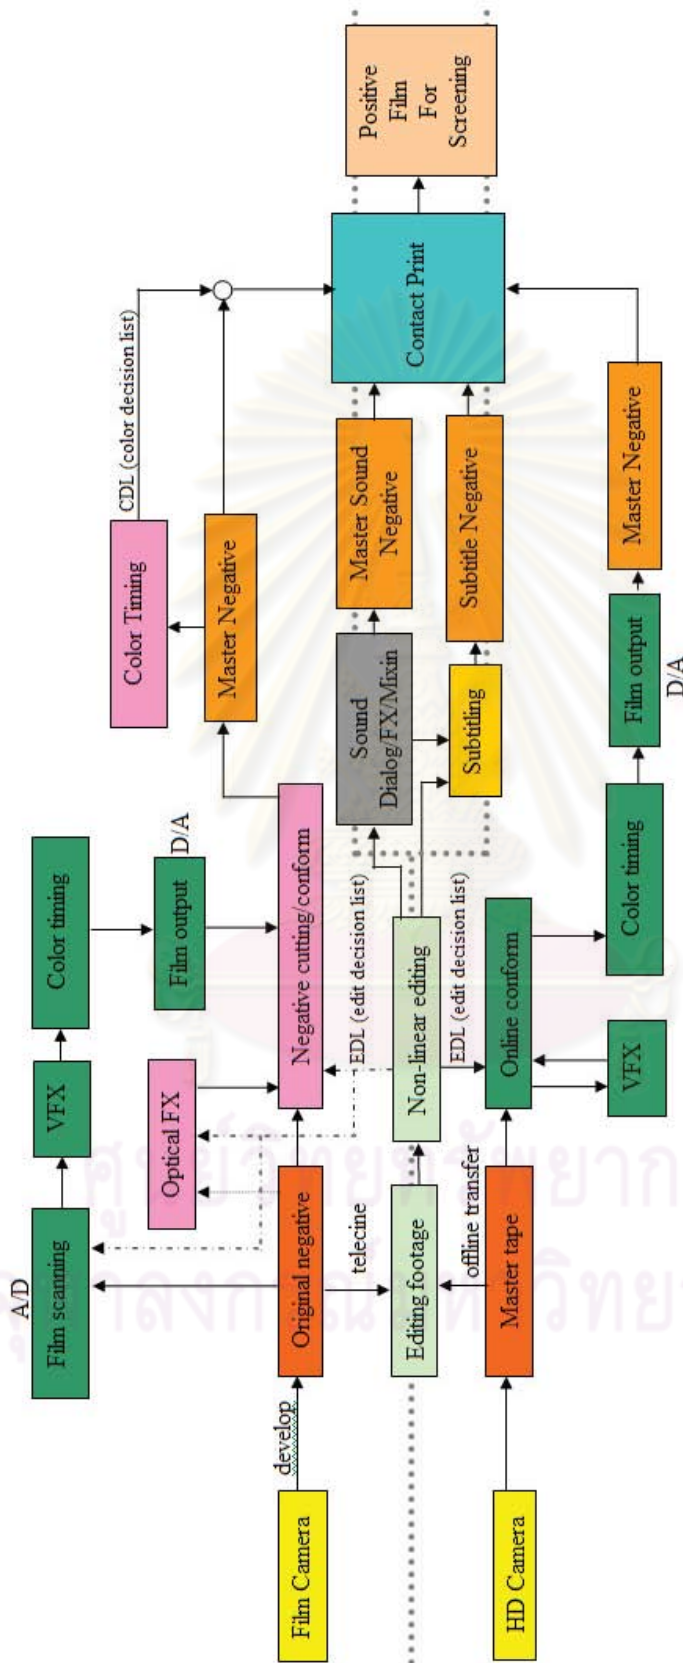 A/D
Film scanning
VFX
Color timing
Film output
D/A
Optical FX
Color Timing
CDL (color decision list)
Film Camera
develop
Original negative
Negative cutting/conform
Master Negative
telecine
EDL (edit decision list)
Editing footage
Non-linear editing
Sound
Dialog/FX/Mixin
Master Sound
Negative
Contact Print
Positive
Film
For
Screening
Subtitling
Subtitle Negative
offline transfer
EDL (edit decision list)
HD Camera
Master tape
Online conform
VFX
Color timing
Film output
D/A
Master Negative